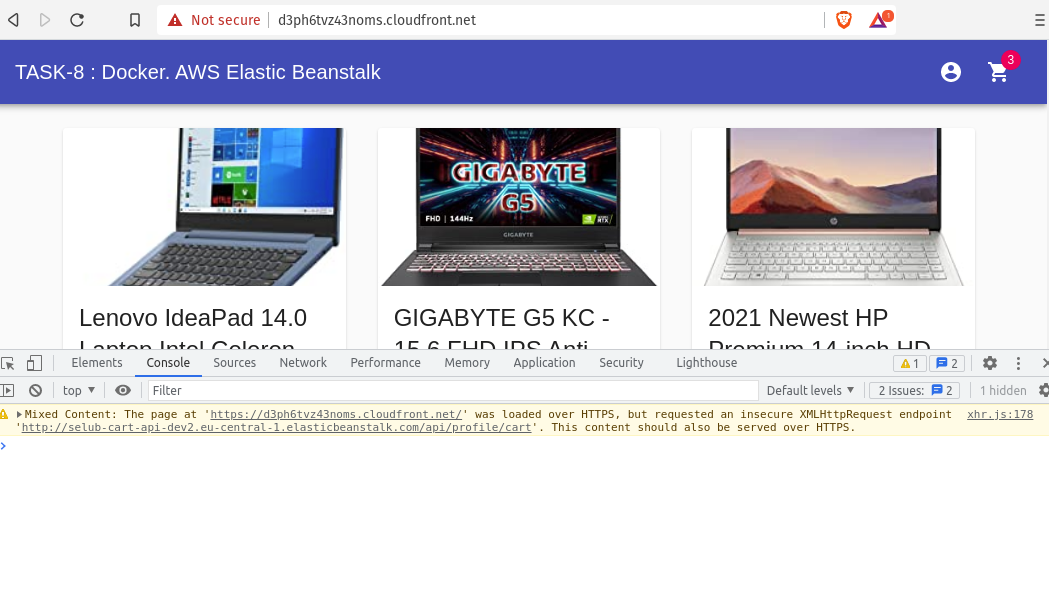 Not secure d3ph6tvz43noms.cloudfront.net 1
TASK-8 : Docker. AWS Elastic Beanstalk 3
GIGABYTE
G5
FHD | 144Hz
GIGABYTE
Lenovo IdeaPad 14.0
Laptop Intel Celeron
GIGABYTE G5 KC -
15.6 FHD IPS Anti
2021 Newest HP
Premium 14-inch HD
Elements Console Sources Network Performance Memory Application Security Lighthouse 1 2
top Filter Default levels 2 Issues: 2 1 hidden
Mixed Content: The page at 'https://d3ph6tvz43noms.cloudfront.net/' was loaded over HTTPS, but requested an insecure XMLHttpRequest endpoint xhr.js:178
'http://selub-cart-api-dev2.eu-central-1.elasticbeanstalk.com/api/profile/cart'. This content should also be served over HTTPS.